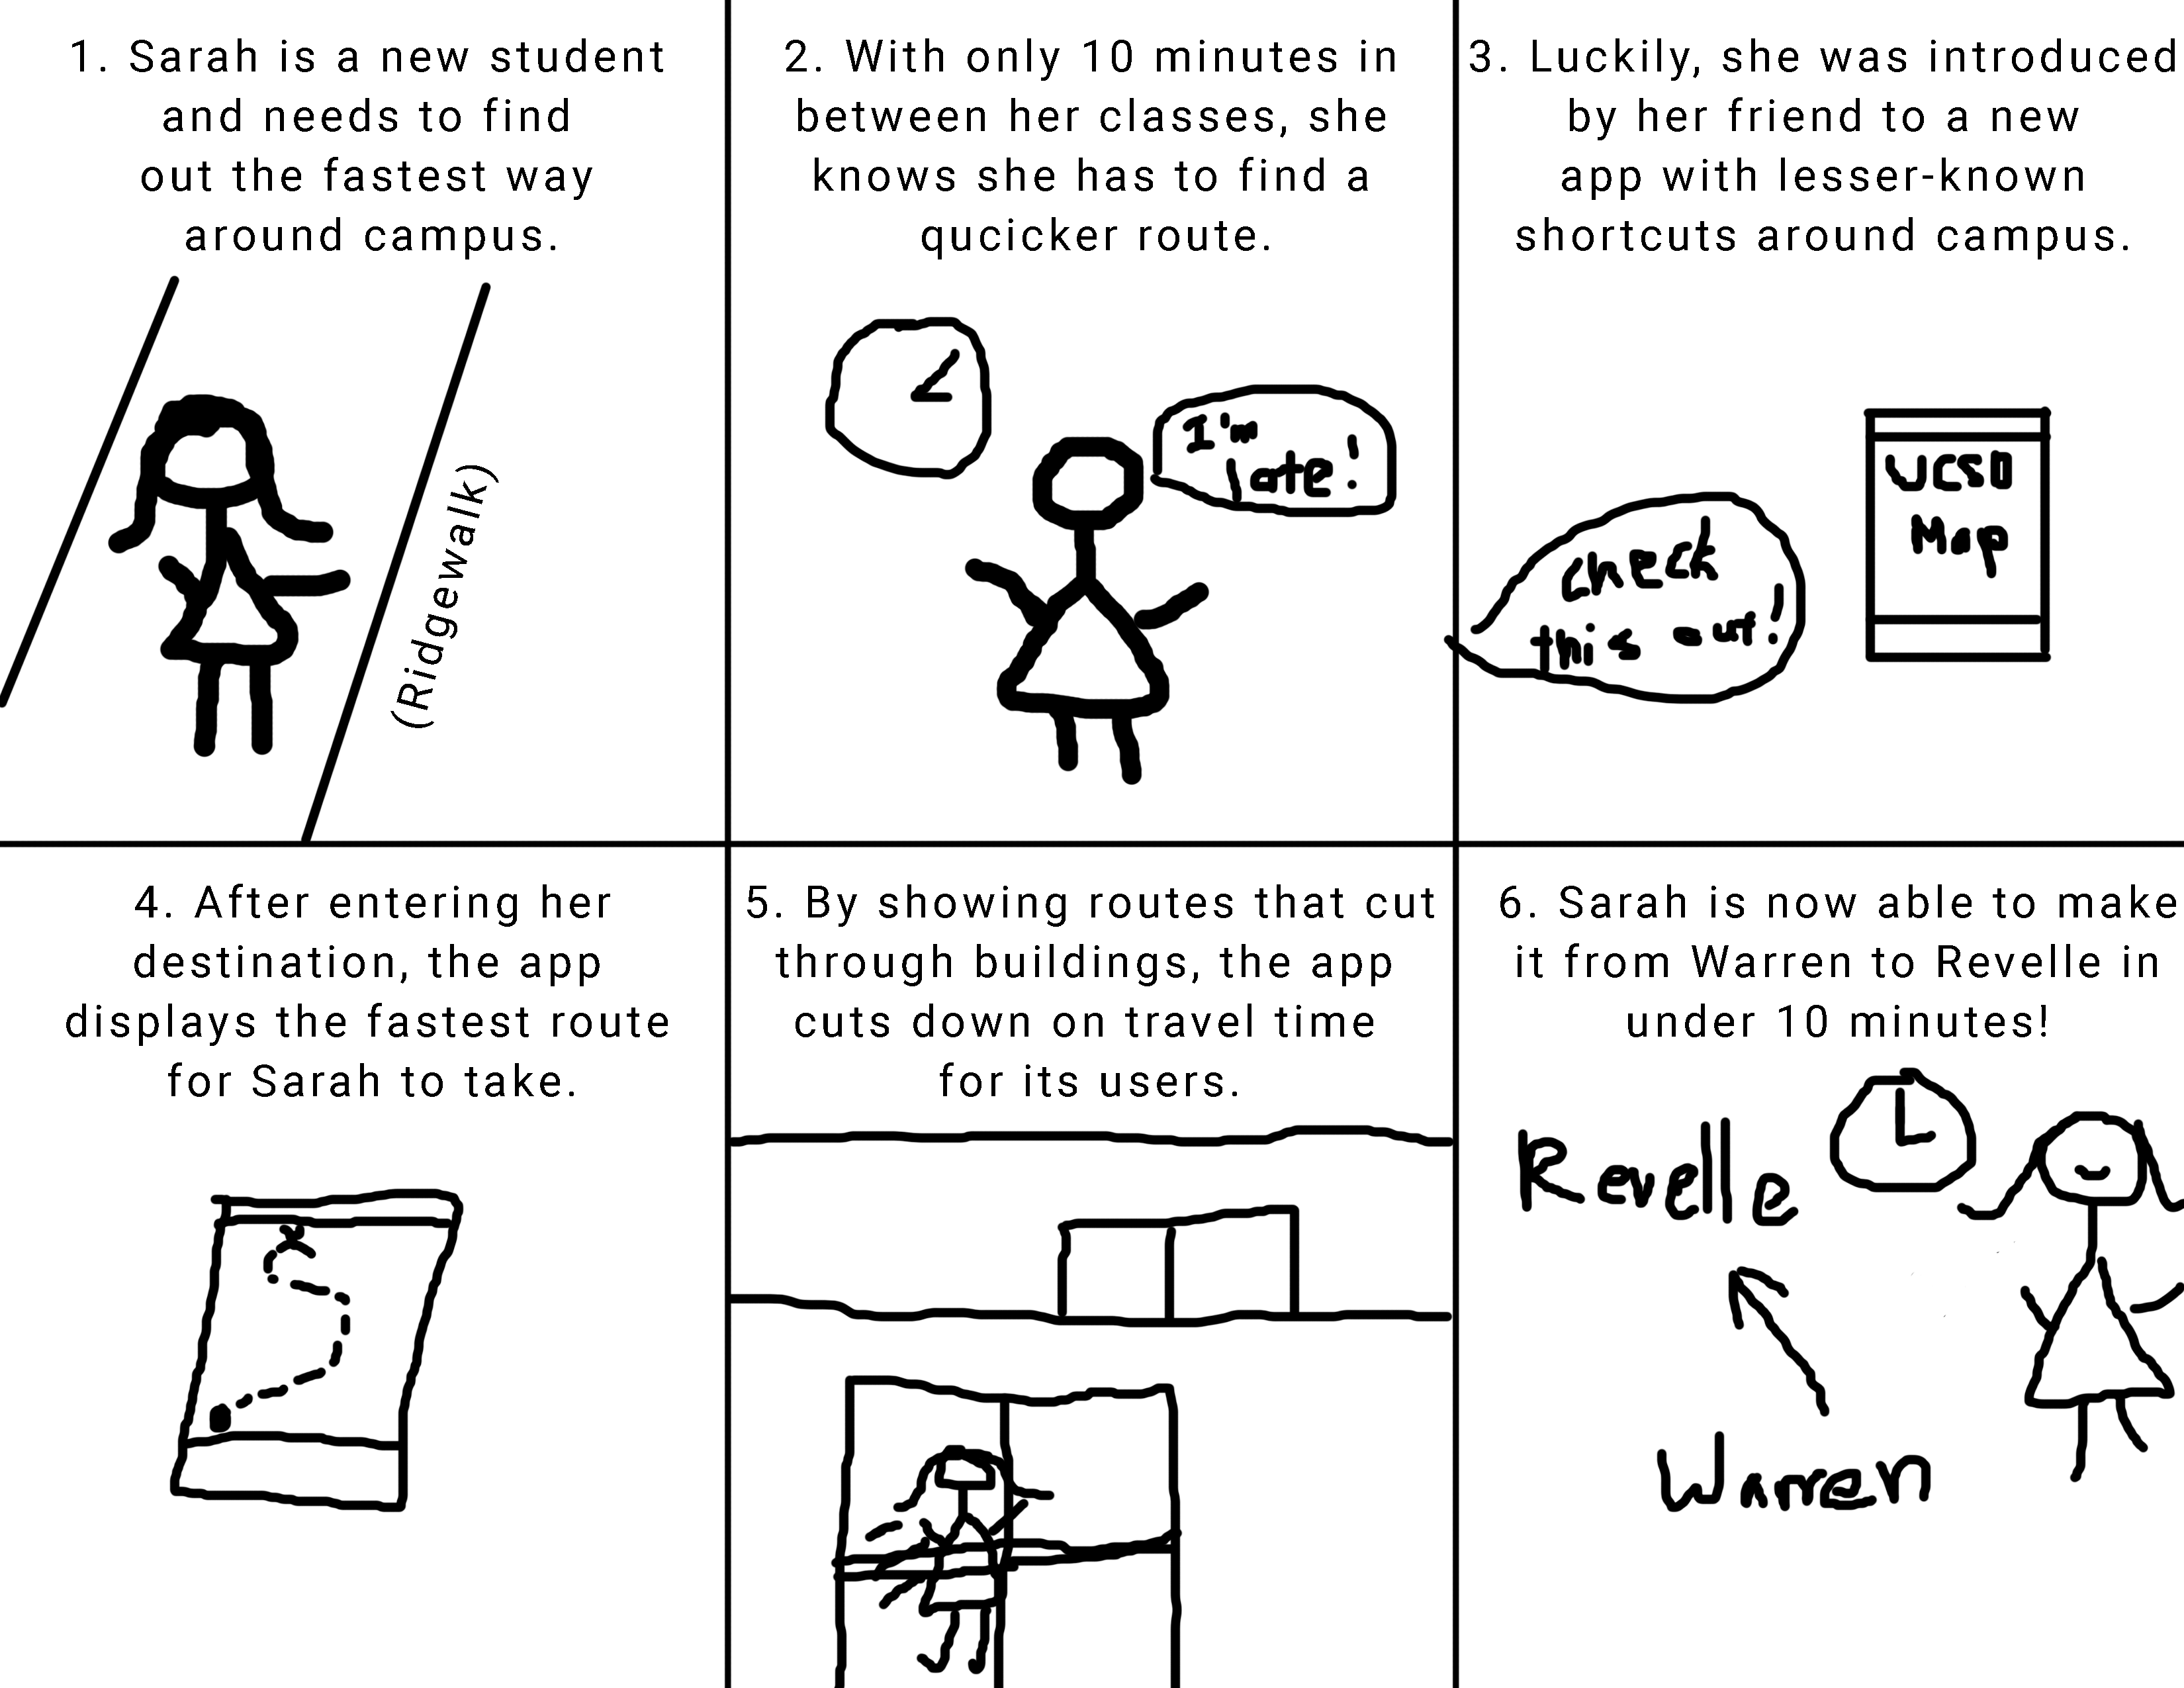 1. Sarah is a new student
and needs to find
out the fastest way
around campus.
(Ridgewalk)
2. With only 10 minutes in
between her classes, she
knows she has to find a
qucicker route.
I'm
late!
3. Luckily, she was introduced
by her friend to a new
app with lesser-known
shortcuts around campus.
check
this out!
UCSD
Map
4. After entering her
destination, the app
displays the fastest route
for Sarah to take.
5. By showing routes that cut
through buildings, the app
cuts down on travel time
for its users.
6. Sarah is now able to make
it from Warren to Revelle in
under 10 minutes!
Revelle
Warren